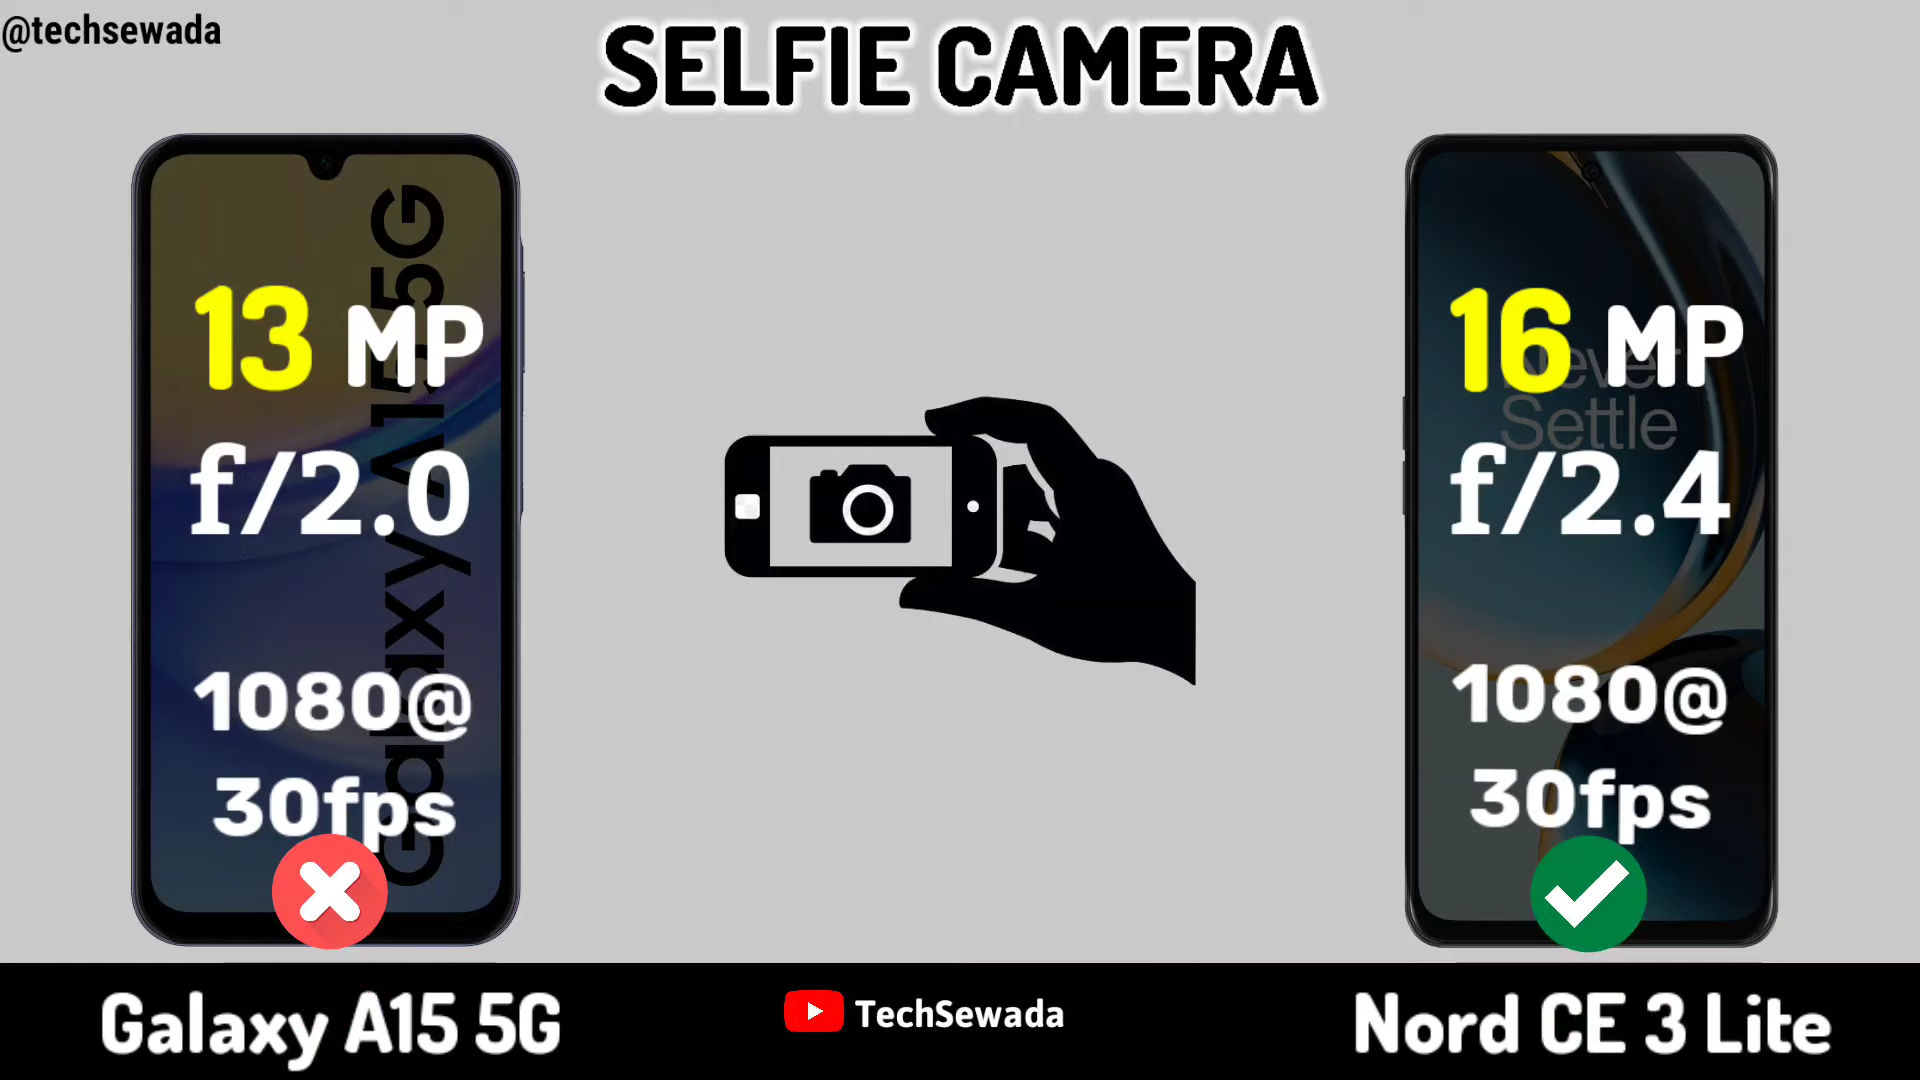 @techsewada
SELFIE CAMERA
13 MP
f/2.0
1080@
30fps
Galaxy A15 5G
16 MP
f/2.4
1080@
30fps
Never
Settle
Galaxy A15 5G
TechSewada
Nord CE 3 Lite